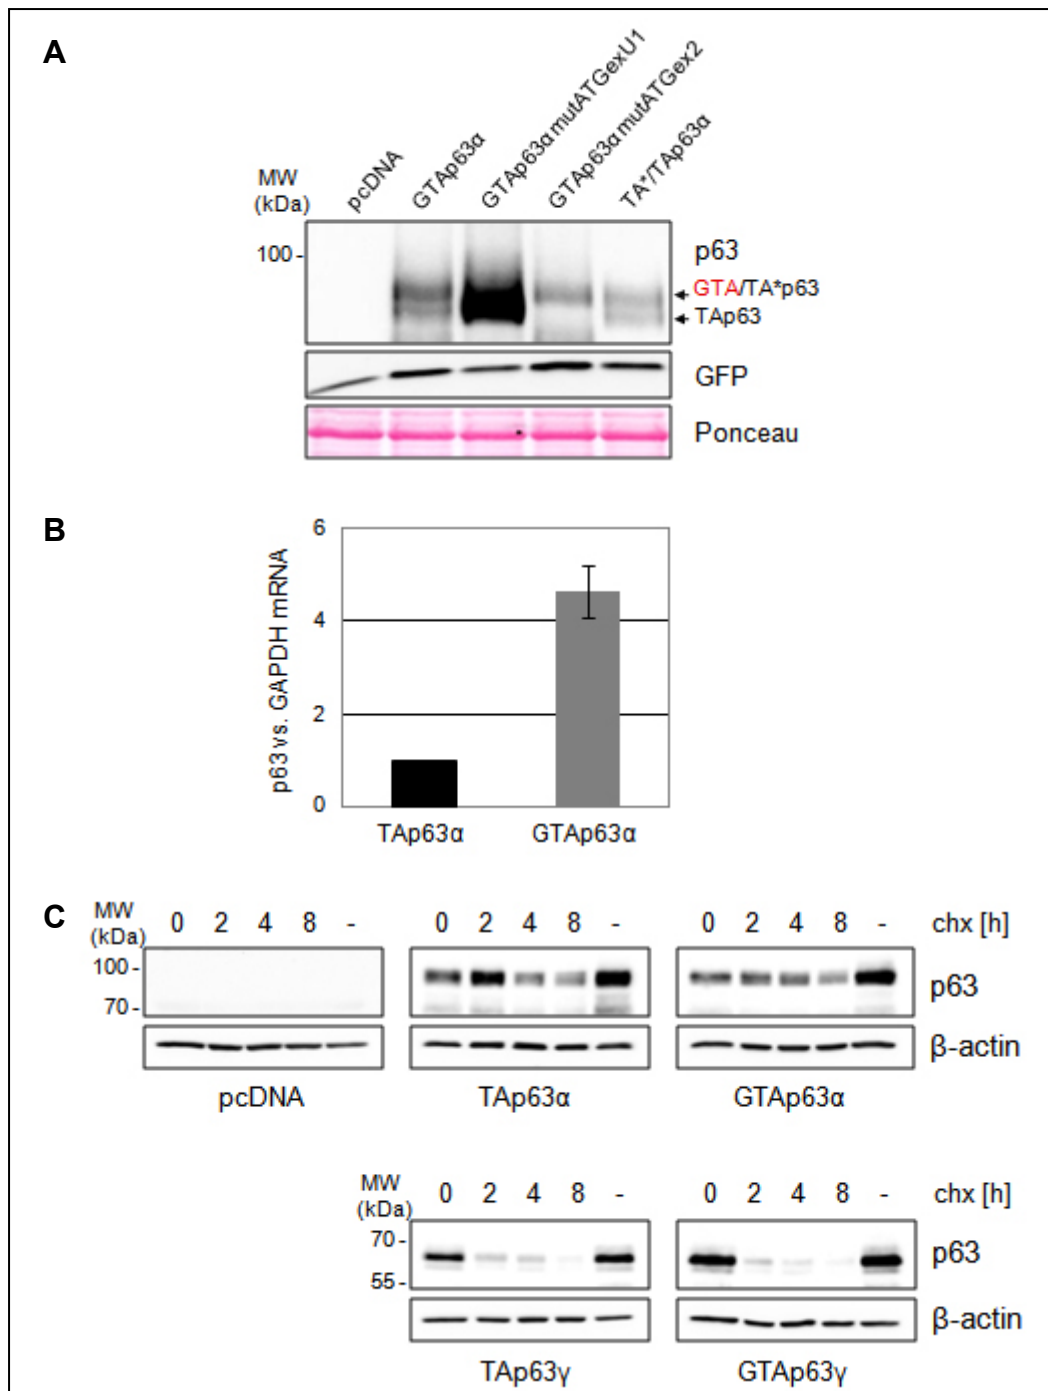 A
MW
(kDa)
pcDNA
GTAp63α
GTAp63α mutATGexU1
GTAp63α mutATGex2
TA*/TAp63α
100 -
p63
GTA/TA*p63
TAp63
GFP
Ponceau
B
p63 vs. GAPDH mRNA
6
4
2
0
TAp63α
GTAp63α
C
MW
(kDa)
0 2 4 8 -
0 2 4 8 -
0 2 4 8 -
chx [h]
100 -
70 -
p63
β-actin
pcDNA
TAp63α
GTAp63α
MW
(kDa)
0 2 4 8 -
0 2 4 8 -
chx [h]
70 -
55 -
p63
β-actin
TAp63γ
GTAp63γ